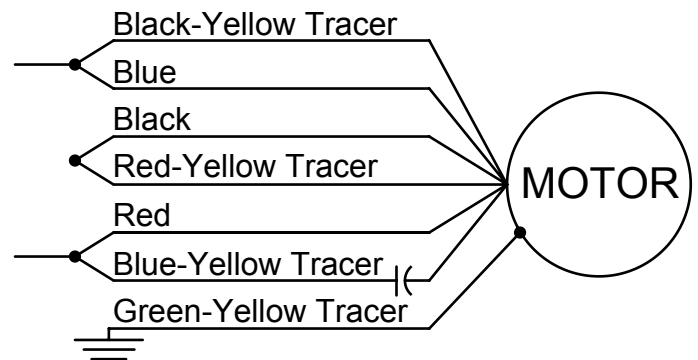 Black-Yellow Tracer
Blue
Black
Red-Yellow Tracer
MOTOR
Red
Blue-Yellow Tracer
Green-Yellow Tracer